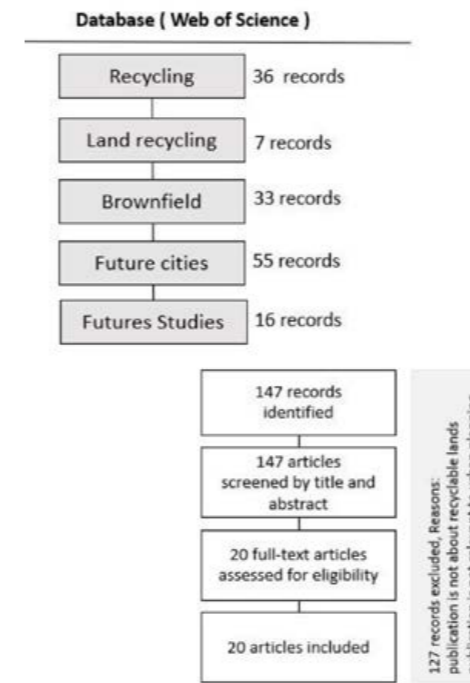 Database ( Web of Science )
Recycling 36 records
Land recycling 7 records
Brownfield 33 records
Future cities 55 records
Futures Studies 16 records
147 records
identified
147 articles
screened by title and
abstract
20 full-text articles
assessed for eligibility
20 articles included
127 records excluded, Reasons:
publication is not about recyclable lands